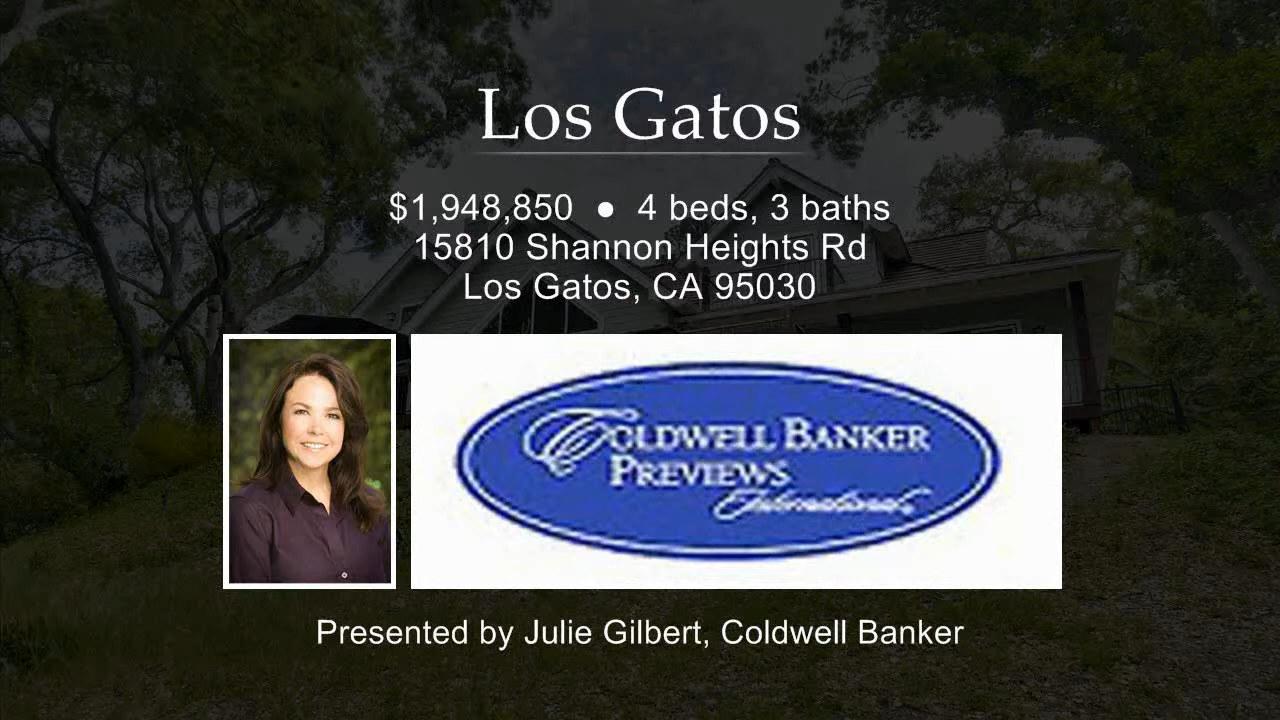 Los Gatos
$1,948,850 ● 4 beds, 3 baths
15810 Shannon Heights Rd
Los Gatos, CA 95030
COLDWELL BANKER
PREVIEWS
International
Presented by Julie Gilbert, Coldwell Banker